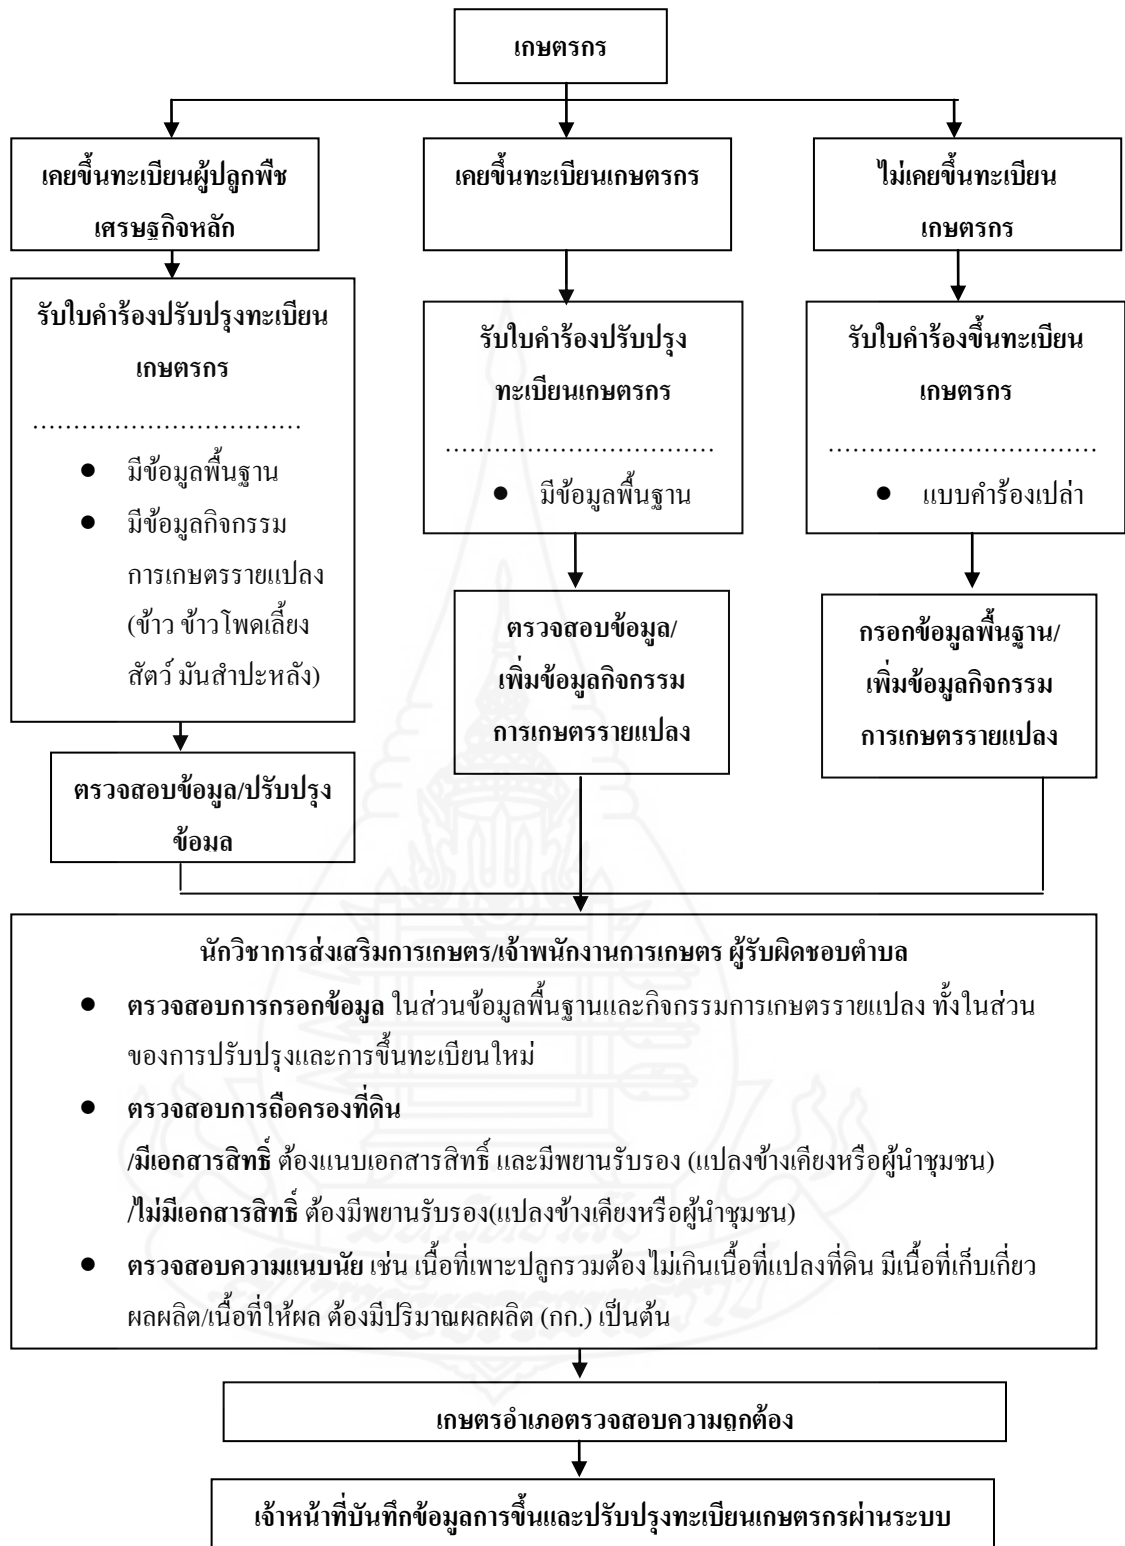 เกษตรกร
เคยขึ้นทะเบียนผู้ปลูกพืช
เศรษฐกิจหลัก
เคยขึ้นทะเบียนเกษตรกร
ไม่เคยขึ้นทะเบียน
เกษตรกร
รับใบคำร้องปรับปรุงทะเบียน
เกษตรกร
.................................
● มีข้อมูลพื้นฐาน
● มีข้อมูลกิจกรรม
การเกษตรรายแปลง
(ข้าว ข้าวโพดเลี้ยง
สัตว์ มันสำปะหลัง)
รับใบคำร้องปรับปรุง
ทะเบียนเกษตรกร
.................................
● มีข้อมูลพื้นฐาน
รับใบคำร้องขึ้นทะเบียน
เกษตรกร
.................................
● แบบคำร้องเปล่า
ตรวจสอบข้อมูล/ปรับปรุง
ข้อมล
ตรวจสอบข้อมูล/
เพิ่มข้อมูลกิจกรรม
การเกษตรรายแปลง
กรอกข้อมูลพื้นฐาน/
เพิ่มข้อมูลกิจกรรม
การเกษตรรายแปลง
นักวิชาการส่งเสริมการเกษตร/เจ้าพนักงานการเกษตร ผู้รับผิดชอบตำบล
● ตรวจสอบการกรอกข้อมูล ในส่วนข้อมูลพื้นฐานและกิจกรรมการเกษตรรายแปลง ทั้งในส่วน
ของการปรับปรุงและการขึ้นทะเบียนใหม่
● ตรวจสอบการถือครองที่ดิน
/มีเอกสารสิทธิ์ ต้องแนบเอกสารสิทธิ์ และมีพยานรับรอง (แปลงข้างเคียงหรือผู้นำชุมชน)
/ไม่มีเอกสารสิทธิ์ ต้องมีพยานรับรอง(แปลงข้างเคียงหรือผู้นำชุมชน)
● ตรวจสอบความแนบนัย เช่น เนื้อที่เพาะปลูกรวมต้องไม่เกินเนื้อที่แปลงที่ดิน มีเนื้อที่เก็บเกี่ยว
ผลผลิต/เนื้อที่ให้ผล ต้องมีปริมาณผลผลิต (กก.) เป็นต้น
เกษตรอำเภอตรวจสอบความถูกต้อง
เจ้าหน้าที่บันทึกข้อมูลการขึ้นและปรับปรุงทะเบียนเกษตรกรผ่านระบบ